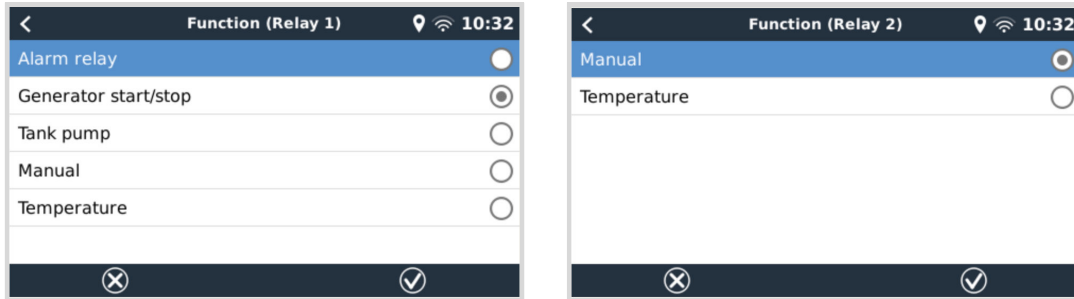 Function (Relay 1) 10:32
Alarm relay
Generator start/stop
Tank pump
Manual
Temperature
Function (Relay 2) 10:32
Manual
Temperature